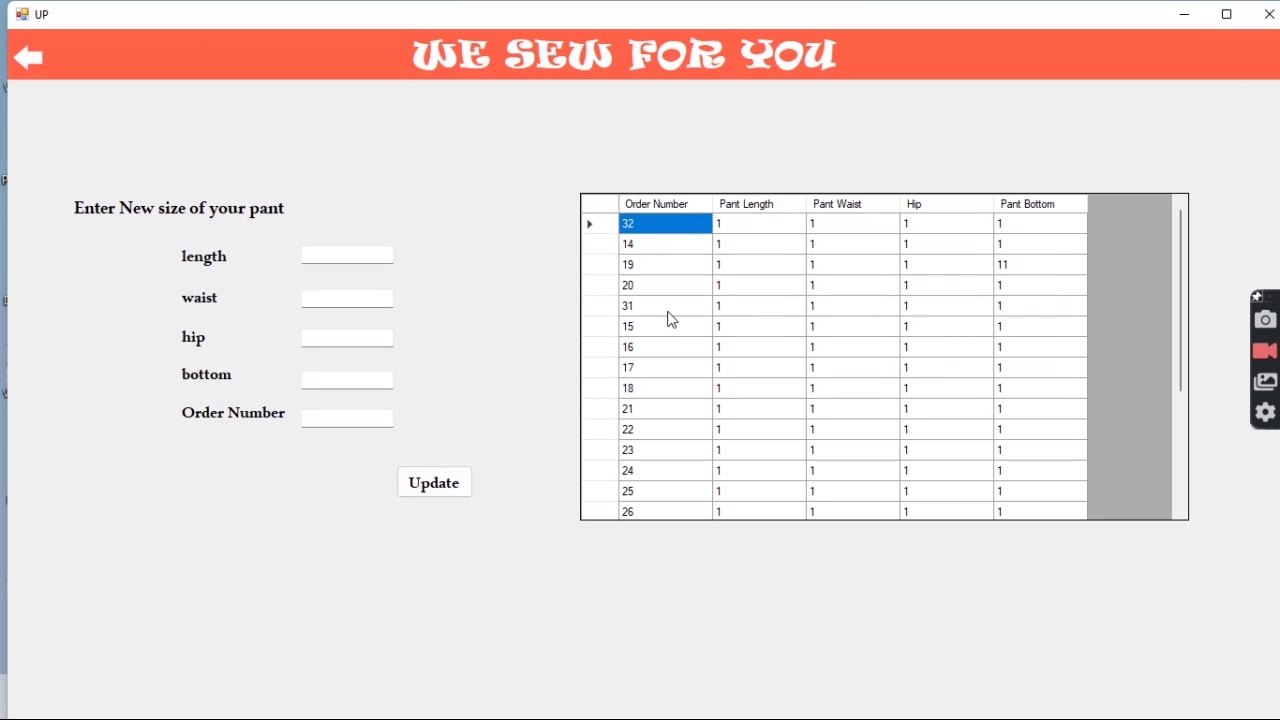 UP
WE SEW FOR YOU
Enter New size of your pant
length
waist
hip
bottom
Order Number
Update
Order Number Pant Length Pant Waist Hip Pant Bottom
32 1 1 1 1
14 1 1 1 1
19 1 1 1 11
20 1 1 1 1
31 1 1 1 1
15 1 1 1 1
16 1 1 1 1
17 1 1 1 1
18 1 1 1 1
21 1 1 1 1
22 1 1 1 1
23 1 1 1 1
24 1 1 1 1
25 1 1 1 1
26 1 1 1 1